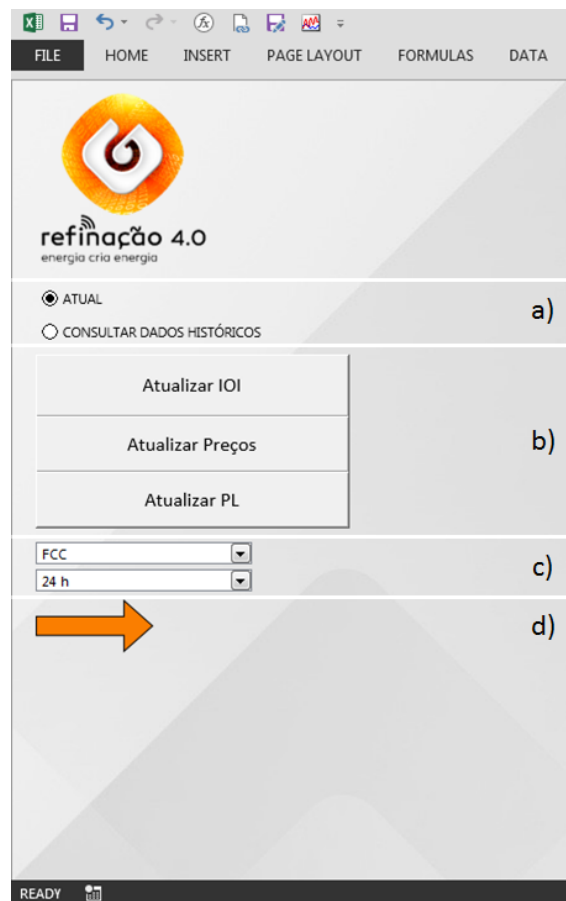 FILE HOME INSERT PAGE LAYOUT FORMULAS DATA
refinação 4.0
energia cria energia
ATUAL
a)
CONSULTAR DADOS HISTÓRICOS
Atualizar IOI
Atualizar Preços
b)
Atualizar PL
FCC
c)
24 h
d)
READY